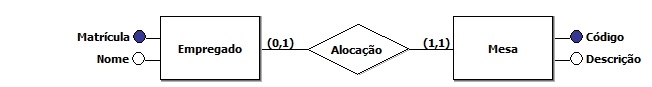 Matrícula
Nome
Empregado
(0,1)
Alocação
(1,1)
Mesa
Código
Descrição